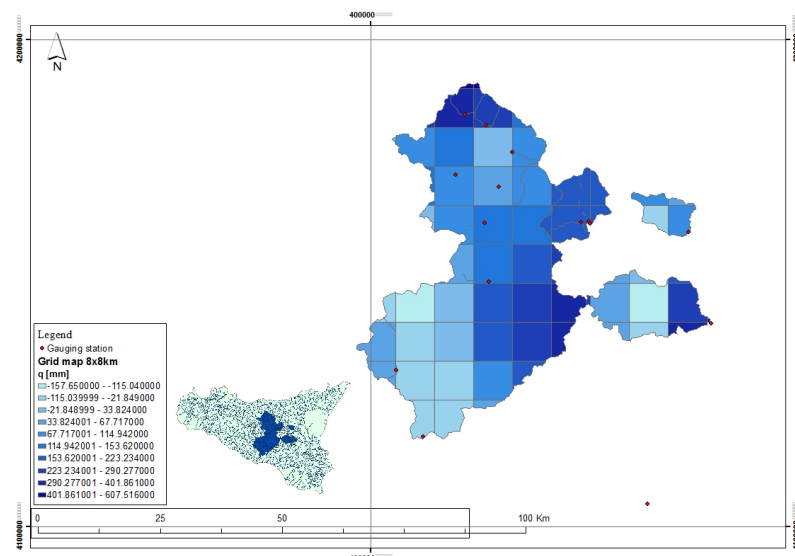 400000
4200000
N
Legend
Gauging station
Grid map 8x8km
q [mm]
-157.650000 - -115.040000
-115.039999 - -21.849000
-21.848999 - 33.824000
33.824001 - 67.717000
67.717001 - 114.942000
114.942001 - 153.620000
153.620001 - 223.234000
223.234001 - 290.277000
290.277001 - 401.861000
401.861001 - 607.516000
0 25 50 100 Km
4100000